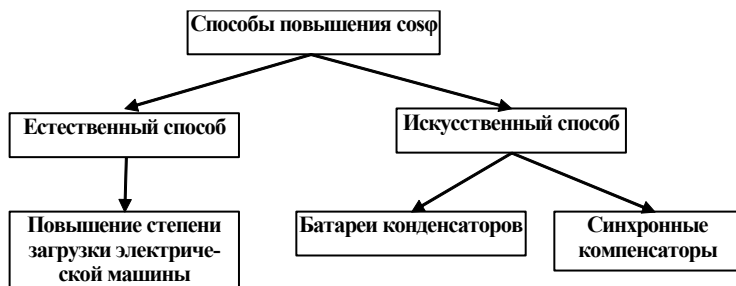 Способы повышения cosφ
Естественный способ
Искусственный способ
Повышение степени
загрузки электриче-
ской машины
Батареи конденсаторов
Синхронные
компенсаторы